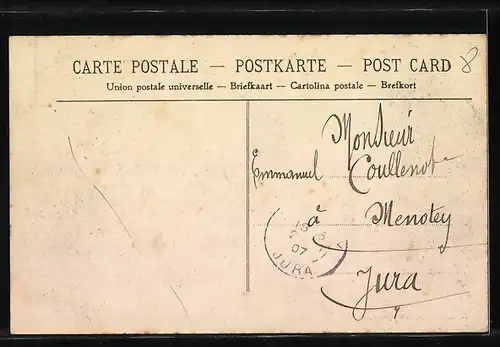 CARTE POSTALE — POSTKARTE — POST CARD 8
Union postale universelle — Briefkaart — Cartolina postale — Brefkort
Monsieur
Emmanuel Coullenot
à Menotey
07
JURA
Jura